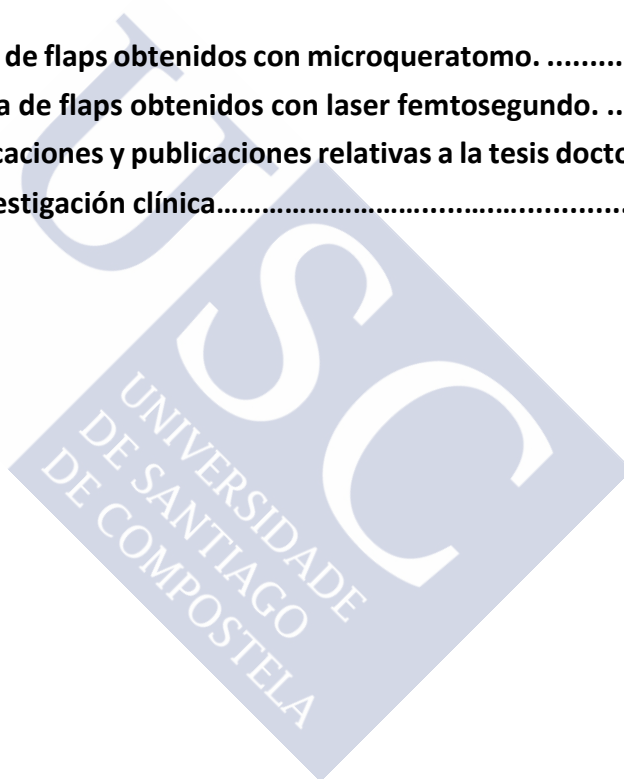 de flaps obtenidos con microqueratomo. .........
a de flaps obtenidos con laser femtosegundo. ..
caciones y publicaciones relativas a la tesis docto
estigación clínica……………………......…..............
USC
UNIVERSIDADE
DE SANTIAGO
DE COMPOSTELA